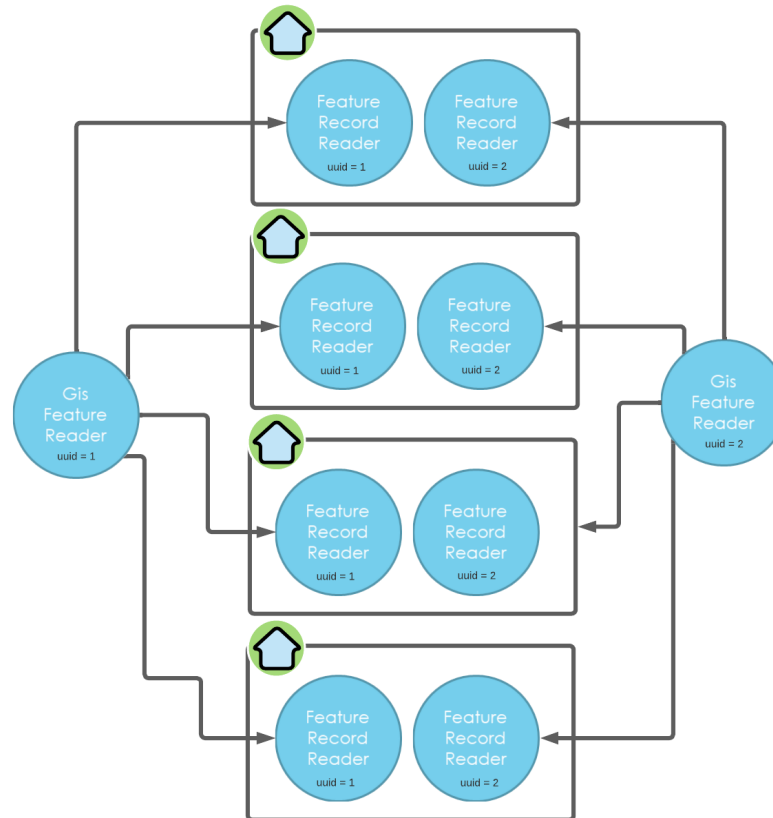 Feature
Record
Reader
uuid = 1
Feature
Record
Reader
uuid = 2
Feature
Record
Reader
uuid = 1
Feature
Record
Reader
uuid = 2
Gis
Feature
Reader
uuid = 1
Gis
Feature
Reader
uuid = 2
Feature
Record
Reader
uuid = 1
Feature
Record
Reader
uuid = 2
Feature
Record
Reader
uuid = 1
Feature
Record
Reader
uuid = 2